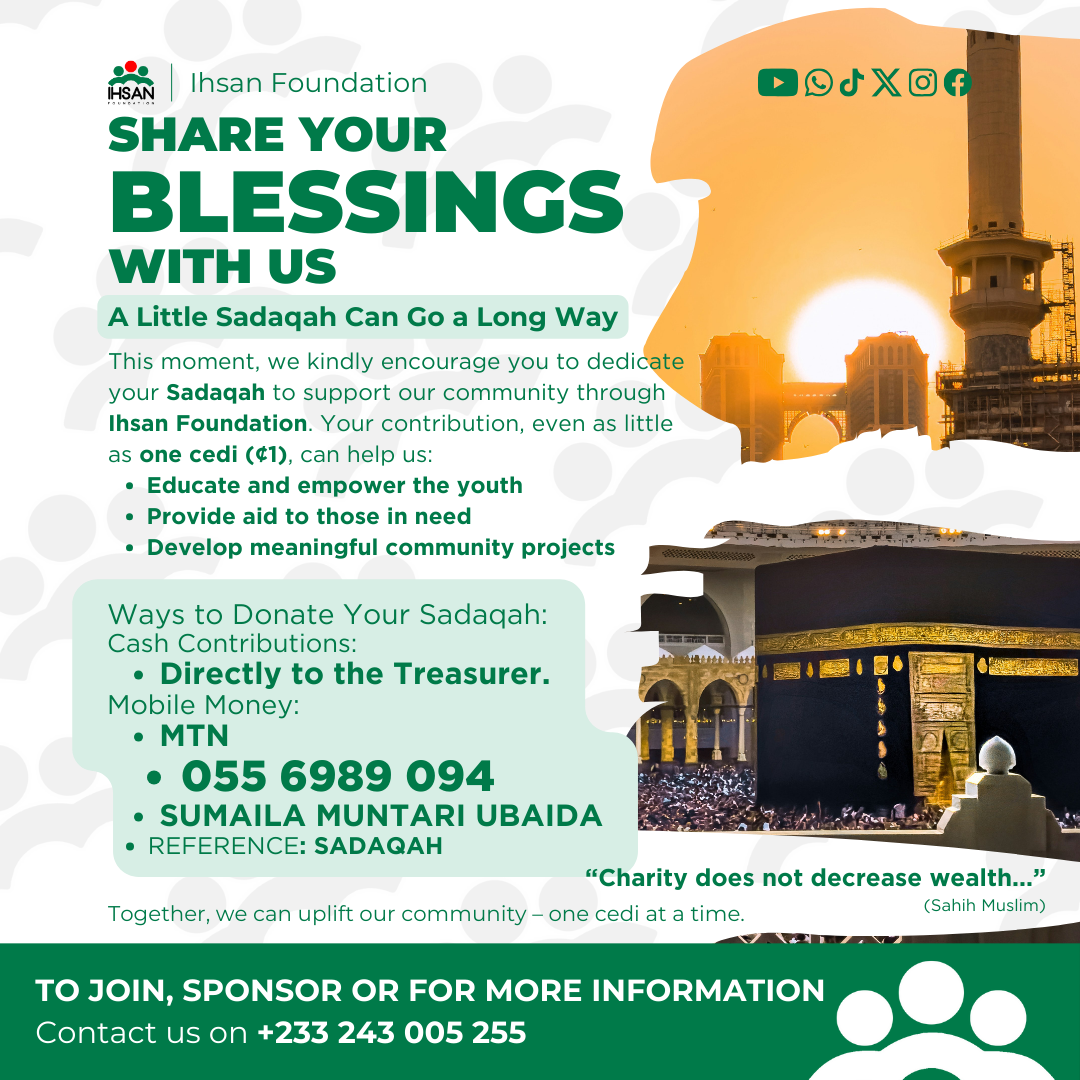 IHSAN
FOUNDATION
Ihsan Foundation
SHARE YOUR
BLESSINGS
WITH US
A Little Sadaqah Can Go a Long Way
This moment, we kindly encourage you to dedicate
your Sadaqah to support our community through
Ihsan Foundation. Your contribution, even as little
as one cedi (₵1), can help us:
• Educate and empower the youth
• Provide aid to those in need
• Develop meaningful community projects
Ways to Donate Your Sadaqah:
Cash Contributions:
• Directly to the Treasurer.
Mobile Money:
• MTN
• 055 6989 094
• SUMAILA MUNTARI UBAIDA
• REFERENCE: SADAQAH
“Charity does not decrease wealth...”
(Sahih Muslim)
Together, we can uplift our community – one cedi at a time.
TO JOIN, SPONSOR OR FOR MORE INFORMATION
Contact us on +233 243 005 255